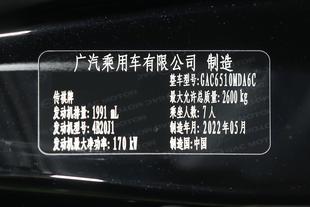 广汽乘用车有限公司 制造
整车型号: GAC6510MDA6C
传祺牌 最大允许总质量: 2600 kg
发动机排量: 1991 mL 乘坐人数: 7人
发动机型号: 4B20J1 制造年月: 2022年05月
发动机最大净功率: 170 kW 制造国: 中国